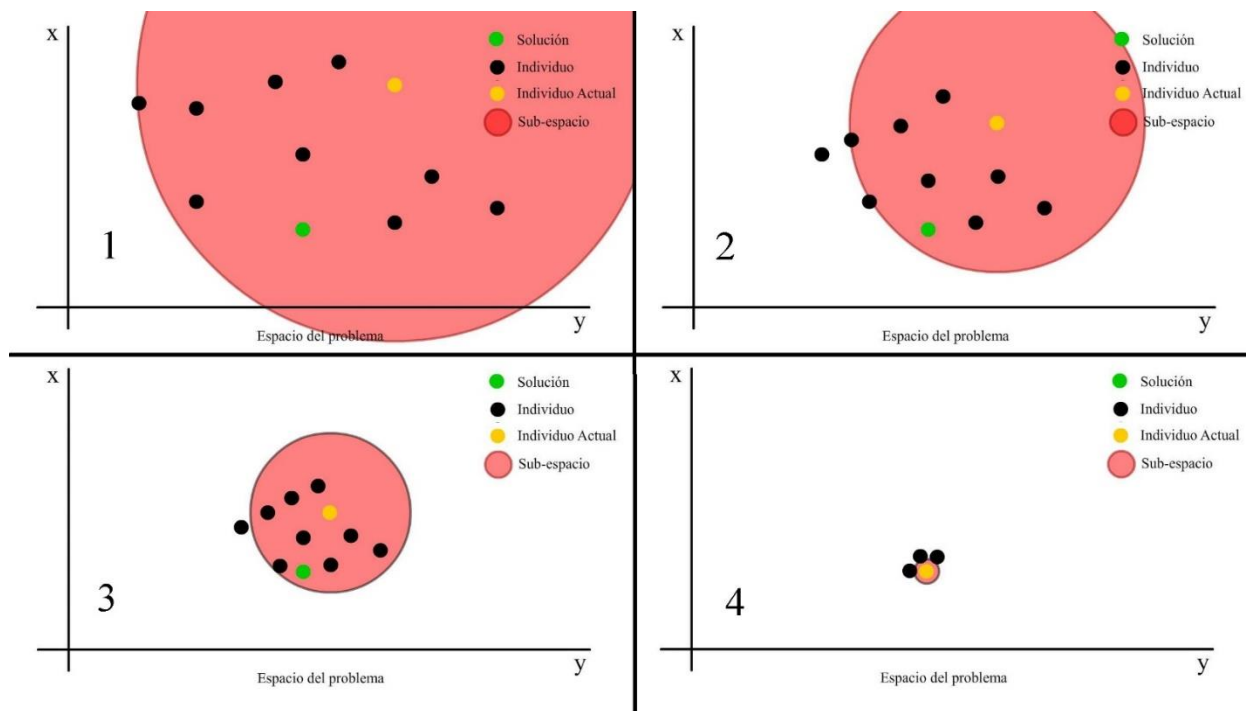 x
Solución
Individuo
Individuo Actual
Sub-espacio
1
y
Espacio del problema
x
Solución
Individuo
Individuo Actual
Sub-espacio
2
y
Espacio del problema
x
Solución
Individuo
Individuo Actual
Sub-espacio
3
y
Espacio del problema
x
Solución
Individuo
Individuo Actual
Sub-espacio
4
y
Espacio del problema